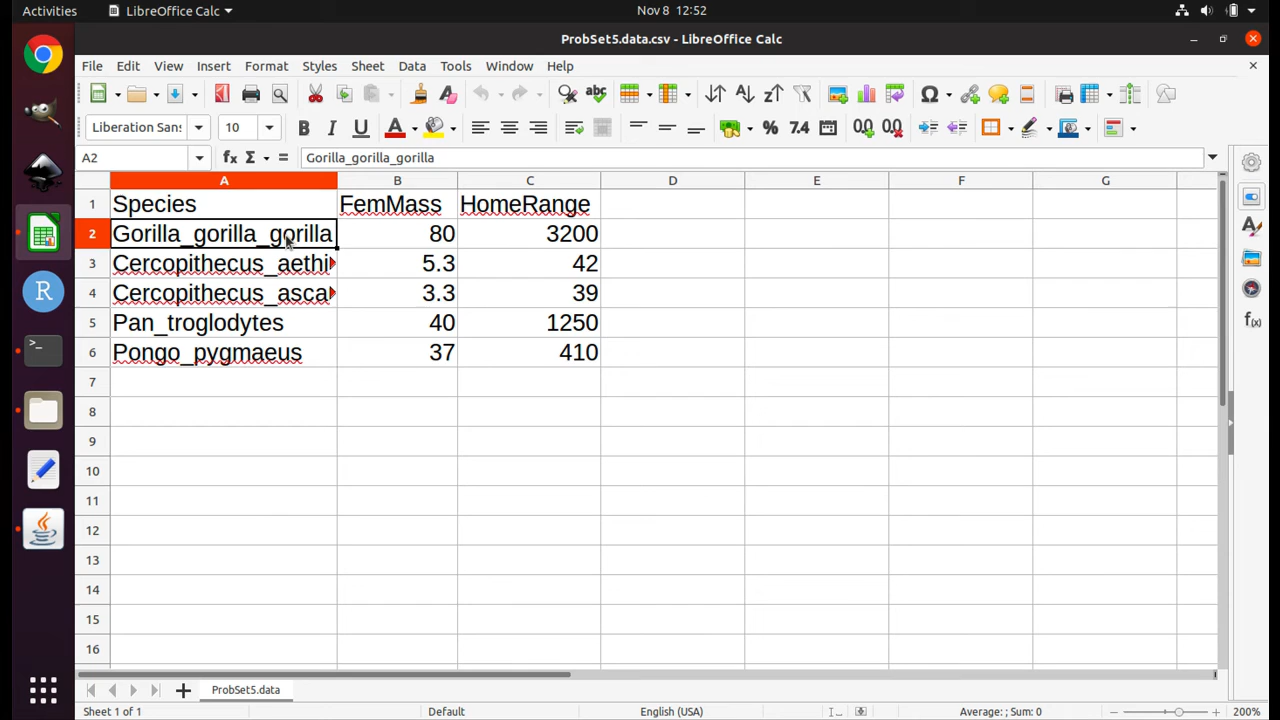 Activities LibreOffice Calc Nov 8 12:52
ProbSet5.data.csv - LibreOffice Calc
File Edit View Insert Format Styles Sheet Data Tools Window Help
Liberation Sans 10
A2 Gorilla_gorilla_gorilla
A B C D E F G
1 Species FemMass HomeRange
2 Gorilla_gorilla_gorilla 80 3200
3 Cercopithecus_aethi 5.3 42
4 Cercopithecus_asca 3.3 39
5 Pan_troglodytes 40 1250
6 Pongo_pygmaeus 37 410
7
8
9
10
11
12
13
14
15
16
ProbSet5.data
Sheet 1 of 1 Default English (USA) Average: ; Sum: 0 200%